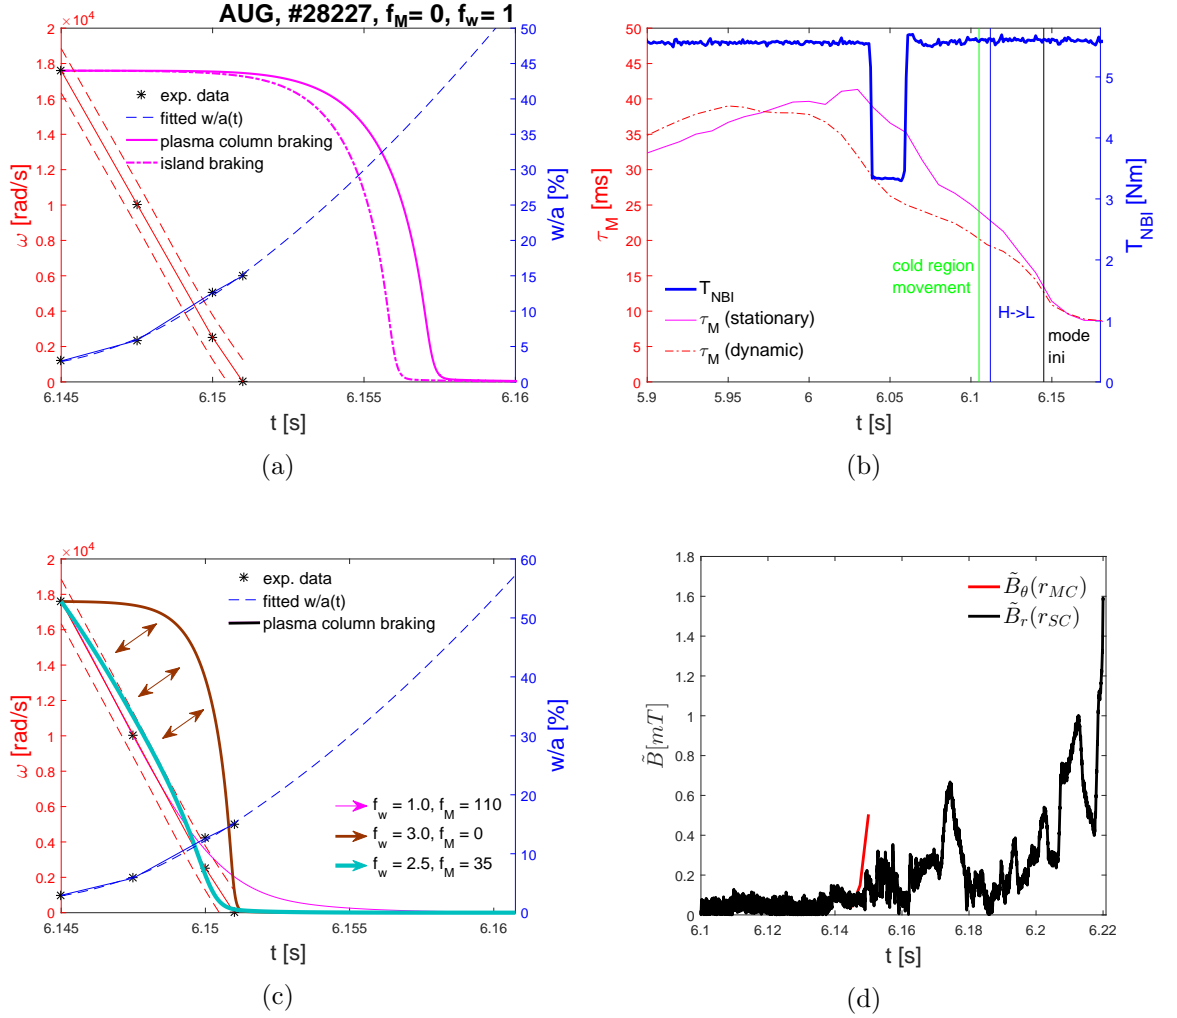 AUG, #28227, f_M= 0, f_w= 1
×10^4
2
1.8
1.6
1.4
1.2
1
0.8
0.6
0.4
0.2
0
ω [rad/s]
50
45
40
35
30
25
20
15
10
5
0
w/a [%]
exp. data
fitted w/a(t)
plasma column braking
island braking
6.145
6.15
6.155
6.16
t [s]
(a)
50
45
40
35
30
25
20
15
10
5
0
τ_M [ms]
5
4
3
2
1
0
T_NBI [Nm]
cold region
movement
H->L
mode
ini
T_NBI
τ_M (stationary)
τ_M (dynamic)
5.9
5.95
6
6.05
6.1
6.15
t [s]
(b)
×10^4
2
1.8
1.6
1.4
1.2
1
0.8
0.6
0.4
0.2
0
ω [rad/s]
60
50
40
30
20
10
0
w/a [%]
exp. data
fitted w/a(t)
plasma column braking
f_w = 1.0, f_M = 110
f_w = 3.0, f_M = 0
f_w = 2.5, f_M = 35
6.145
6.15
6.155
6.16
t [s]
(c)
1.8
1.6
1.4
1.2
1
0.8
0.6
0.4
0.2
0
B̃[mT]
B̃_θ(r_MC)
B̃_r(r_SC)
6.1
6.12
6.14
6.16
6.18
6.2
6.22
t [s]
(d)